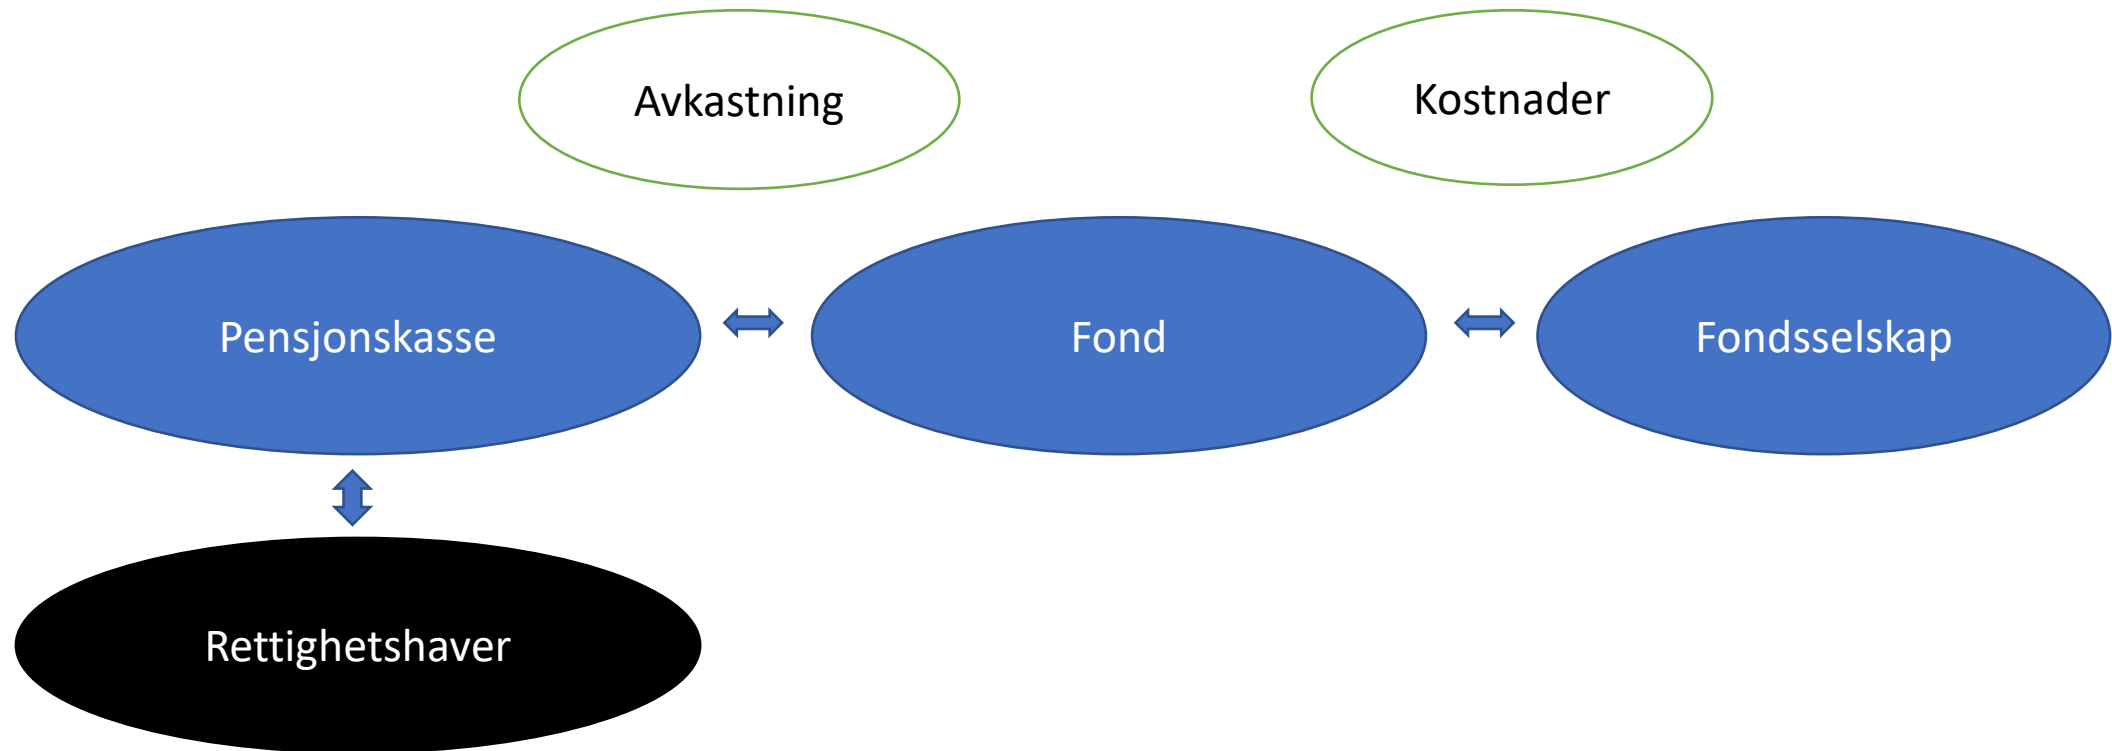 Avkastning
Kostnader
Pensjonskasse
Fond
Fondsselskap
Rettighetshaver